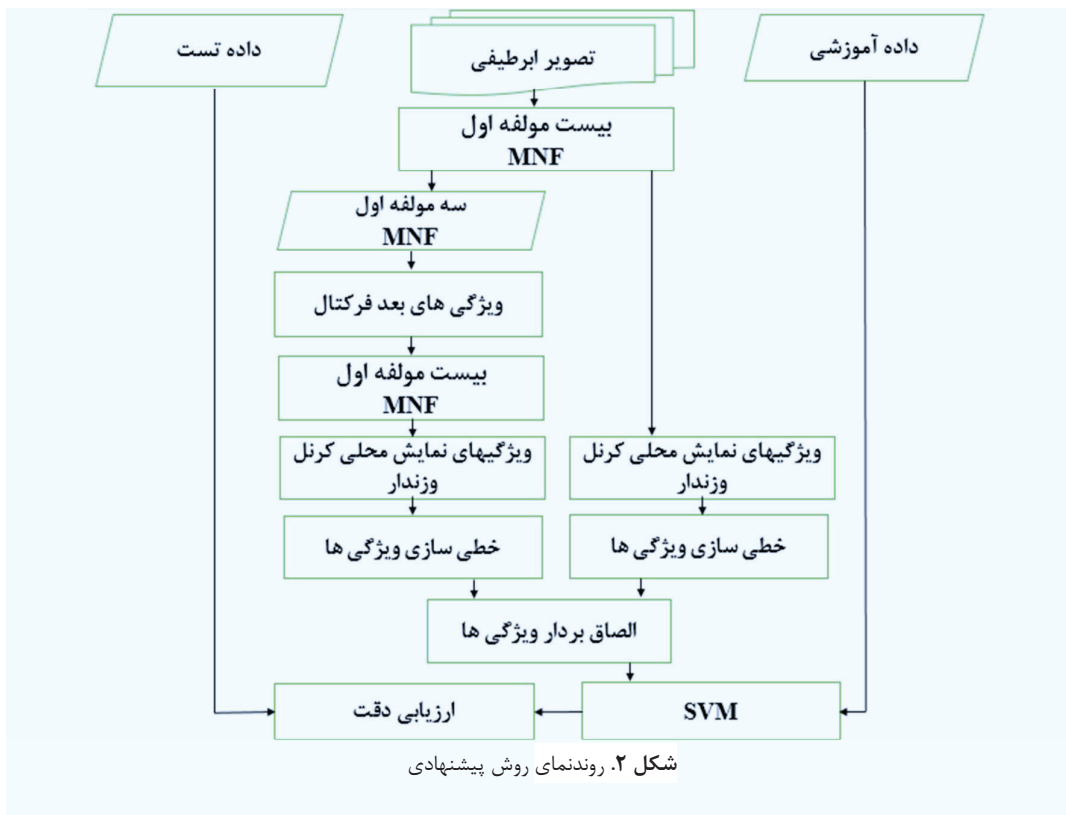 داده آموزشی
تصویر ابرطیفی
داده تست
بیست مولفه اول
MNF
سه مولفه اول
MNF
ویژگی های بعد فرکتال
بیست مولفه اول
MNF
ویژگیهای نمایش محلی کرنل
وزندار
ویژگیهای نمایش محلی کرنل
وزندار
خطی سازی ویژگی ها
خطی سازی ویژگی ها
الصاق بردار ویژگی ها
SVM
ارزیابی دقت
شکل ۲. روندنمای روش پیشنهادی